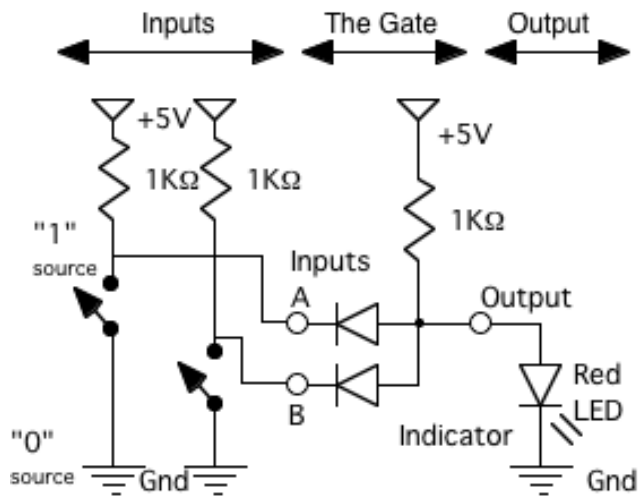 Inputs The Gate Output
+5V +5V
1KΩ 1KΩ 1KΩ
"1"
source
Inputs
A Output
Red
LED
B
Indicator
"0"
source
Gnd Gnd